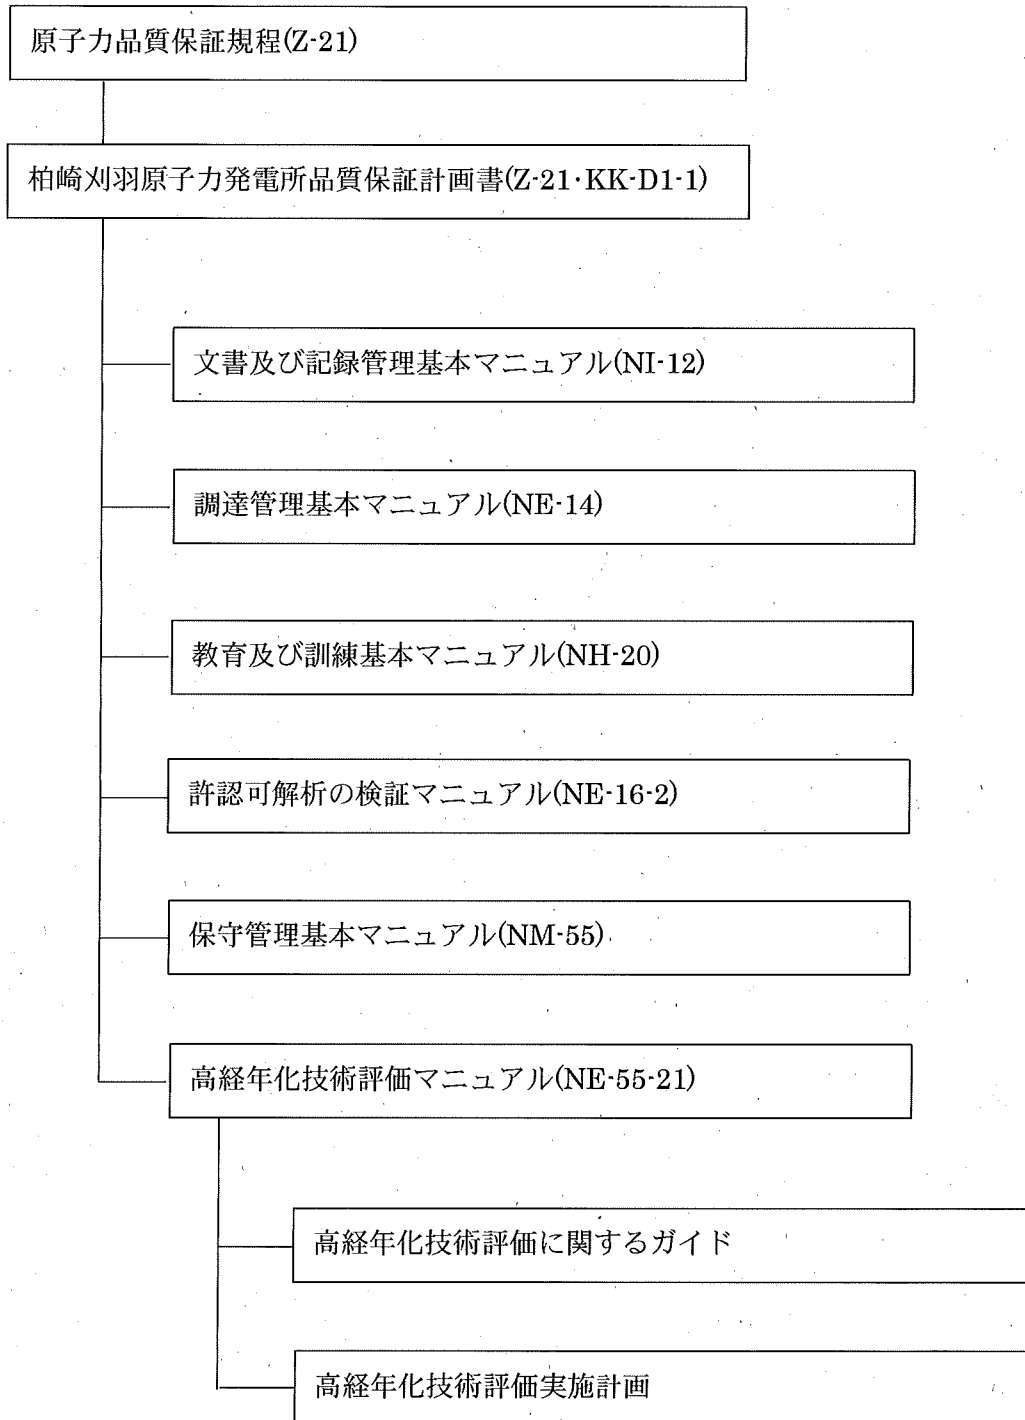 原子力品質保証規程(Z-21)
柏崎刈羽原子力発電所品質保証計画書(Z-21·KK-D1-1)
文書及び記録管理基本マニュアル(NI-12)
調達管理基本マニュアル(NE-14)
教育及び訓練基本マニュアル(NH-20)
許認可解析の検証マニュアル(NE-16-2)
保守管理基本マニュアル(NM-55)
高経年化技術評価マニュアル(NE-55-21)
高経年化技術評価に関するガイド
高経年化技術評価実施計画